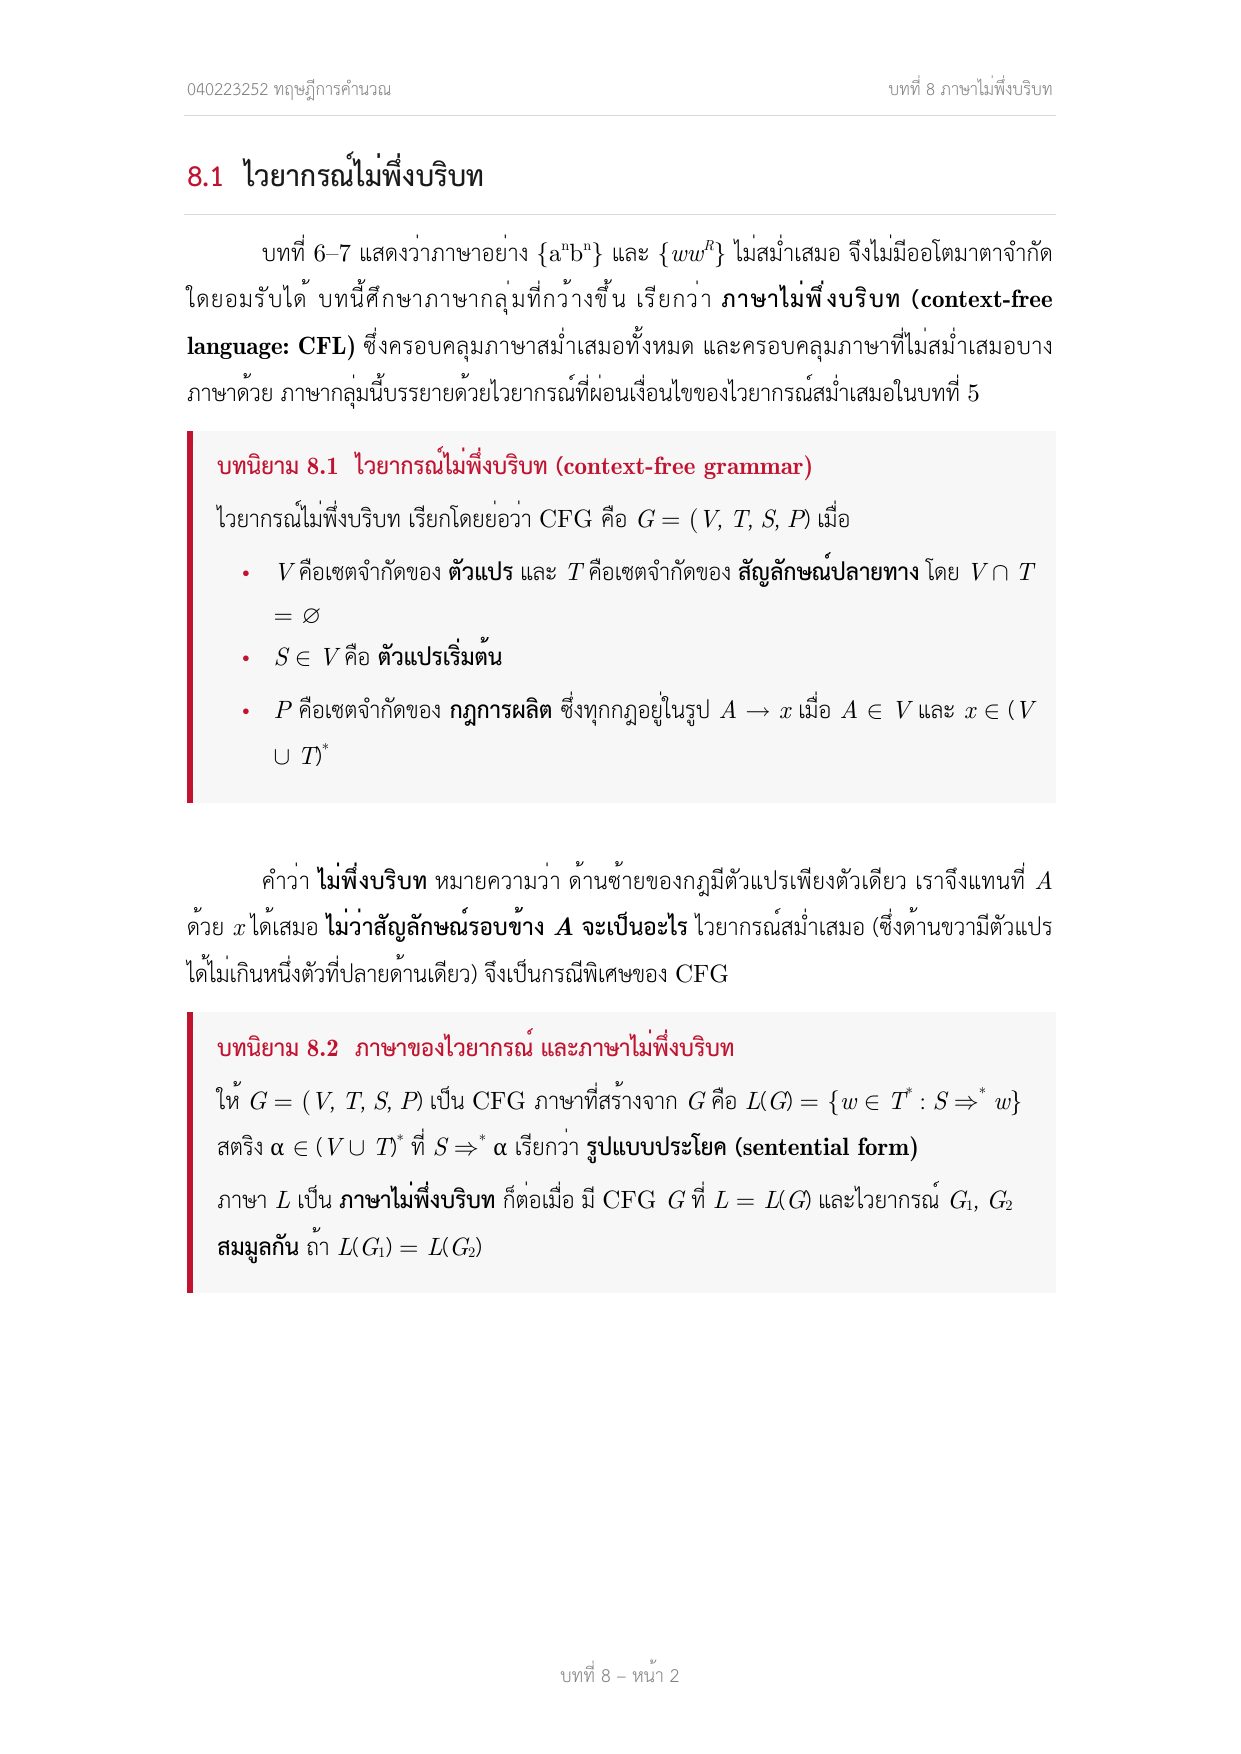 040223252 ทฤษฎีการคำนวณ
บทที่ 8 ภาษาไม่พึ่งบริบท
8.1 ไวยากรณ์ไม่พึ่งบริบท
บทที่ 6–7 แสดงว่าภาษาอย่าง {aⁿbⁿ} และ {wwᴿ} ไม่สม่ำเสมอ จึงไม่มีออโตมาตาจำกัด
ใดยอมรับได้ บทนี้ศึกษาภาษากลุ่มที่กว้างขึ้น เรียกว่า ภาษาไม่พึ่งบริบท (context-free
language: CFL) ซึ่งครอบคลุมภาษาสม่ำเสมอทั้งหมด และครอบคลุมภาษาที่ไม่สม่ำเสมอบาง
ภาษาด้วย ภาษากลุ่มนี้บรรยายด้วยไวยากรณ์ที่ผ่อนเงื่อนไขของไวยากรณ์สม่ำเสมอในบทที่ 5
บทนิยาม 8.1 ไวยากรณ์ไม่พึ่งบริบท (context-free grammar)
ไวยากรณ์ไม่พึ่งบริบท เรียกโดยย่อว่า CFG คือ G = (V, T, S, P) เมื่อ
• V คือเซตจำกัดของ ตัวแปร และ T คือเซตจำกัดของ สัญลักษณ์ปลายทาง โดย V ∩ T
= ∅
• S ∈ V คือ ตัวแปรเริ่มต้น
• P คือเซตจำกัดของ กฎการผลิต ซึ่งทุกกฎอยู่ในรูป A → x เมื่อ A ∈ V และ x ∈ (V
∪ T)*
คำว่า ไม่พึ่งบริบท หมายความว่า ด้านซ้ายของกฎมีตัวแปรเพียงตัวเดียว เราจึงแทนที่ A
ด้วย x ได้เสมอ ไม่ว่าสัญลักษณ์รอบข้าง A จะเป็นอะไร ไวยากรณ์สม่ำเสมอ (ซึ่งด้านขวามีตัวแปร
ได้ไม่เกินหนึ่งตัวที่ปลายด้านเดียว) จึงเป็นกรณีพิเศษของ CFG
บทนิยาม 8.2 ภาษาของไวยากรณ์ และภาษาไม่พึ่งบริบท
ให้ G = (V, T, S, P) เป็น CFG ภาษาที่สร้างจาก G คือ L(G) = {w ∈ T* : S ⇒* w}
สตริง α ∈ (V ∪ T)* ที่ S ⇒* α เรียกว่า รูปแบบประโยค (sentential form)
ภาษา L เป็น ภาษาไม่พึ่งบริบท ก็ต่อเมื่อ มี CFG G ที่ L = L(G) และไวยากรณ์ G₁, G₂
สมมูลกัน ถ้า L(G₁) = L(G₂)
บทที่ 8 – หน้า 2